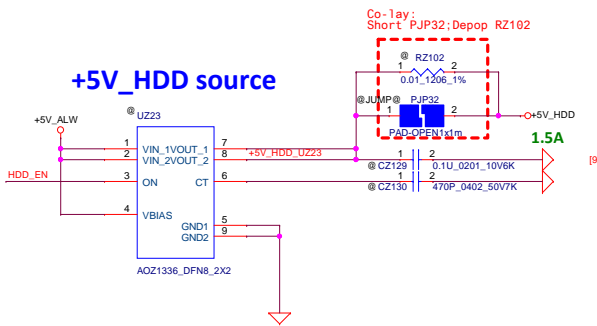 Co-lay:
Short PJP32;Depop RZ102
+5V_HDD source
@ RZ102
1 2
0.01_1206_1%
@JUMP@ PJP32
1 2
PAD-OPEN1x1m
+5V_HDD
1.5A
@ UZ23
+5V_ALW
1 VIN_1 VOUT_1 7
2 VIN_2 VOUT_2 8
+5V_HDD_UZ23
HDD_EN
3 ON CT 6
4 VBIAS
GND1 5
GND2 9
AOZ1336_DFN8_2X2
1 2
@ CZ129 0.1U_0201_10V6K
1 2
@ CZ130 470P_0402_50V7K
[9